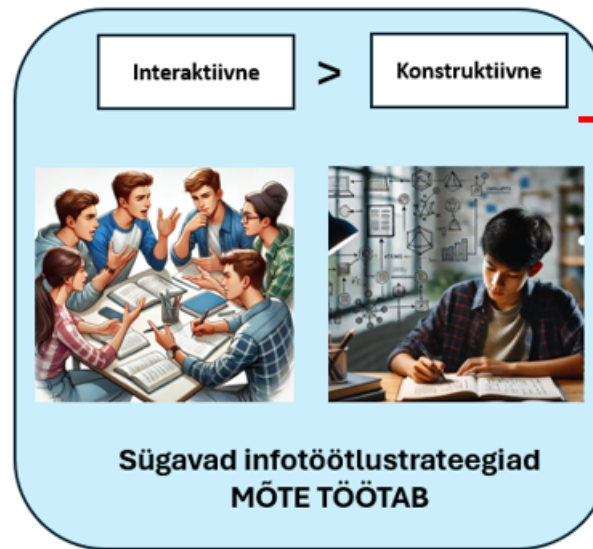 Interaktiivne > Konstruktiivne
Sügavad infotöötlustrateegiad
MÕTE TÖÖTAB